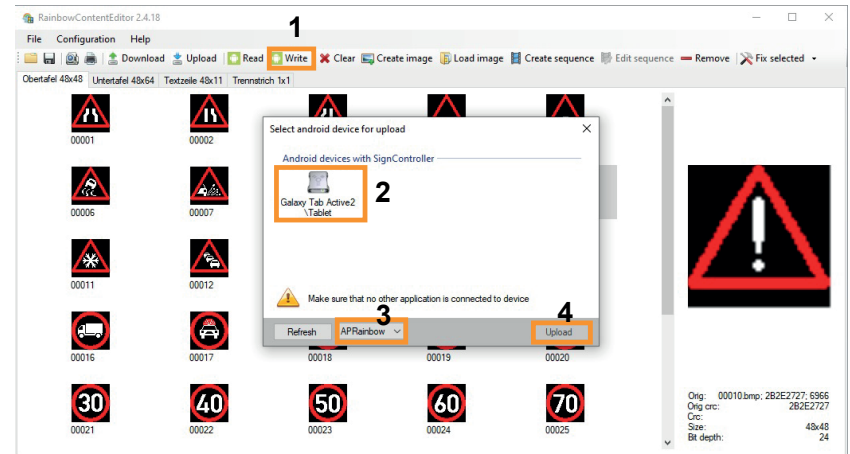 RainbowContentEditor 2.4.18
1
File Configuration Help
Download Upload Read Write Clear Create image Load image Create sequence Edit sequence Remove Fix selected
Obertafel 48x48 Untertafel 48x64 Textzeile 48x11 Trennstrich 1x1
00001 00002
Select android device for upload
Android devices with SignController
Galaxy Tab Active2
\Tablet
2
00006 00007
00011 00012
Make sure that no other application is connected to device
3 4
Refresh APRainbow Upload
00016 00017 00018 00019 00020
30 40 50 60 70
00021 00022 00023 00024 00025
Orig: 00010.bmp; 2B2E2727; 6966
Orig crc: 2B2E2727
Crc:
Size: 48x48
Bit depth: 24